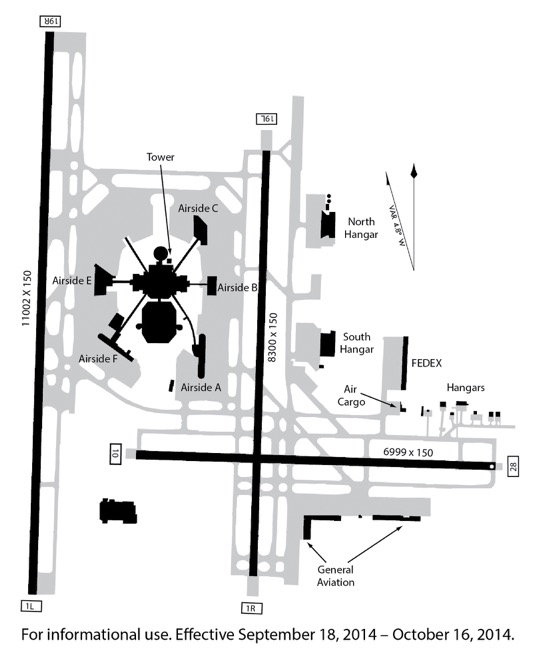 19R
19L
Tower
Airside C
North
Hangar
VAR 4.8° W
Airside E
Airside B
11002 X 150
8300 x 150
South
Hangar
FEDEX
Airside F
Airside A
Air
Cargo
Hangars
10
6999 x 150
28
General
Aviation
1L
1R
For informational use. Effective September 18, 2014 – October 16, 2014.